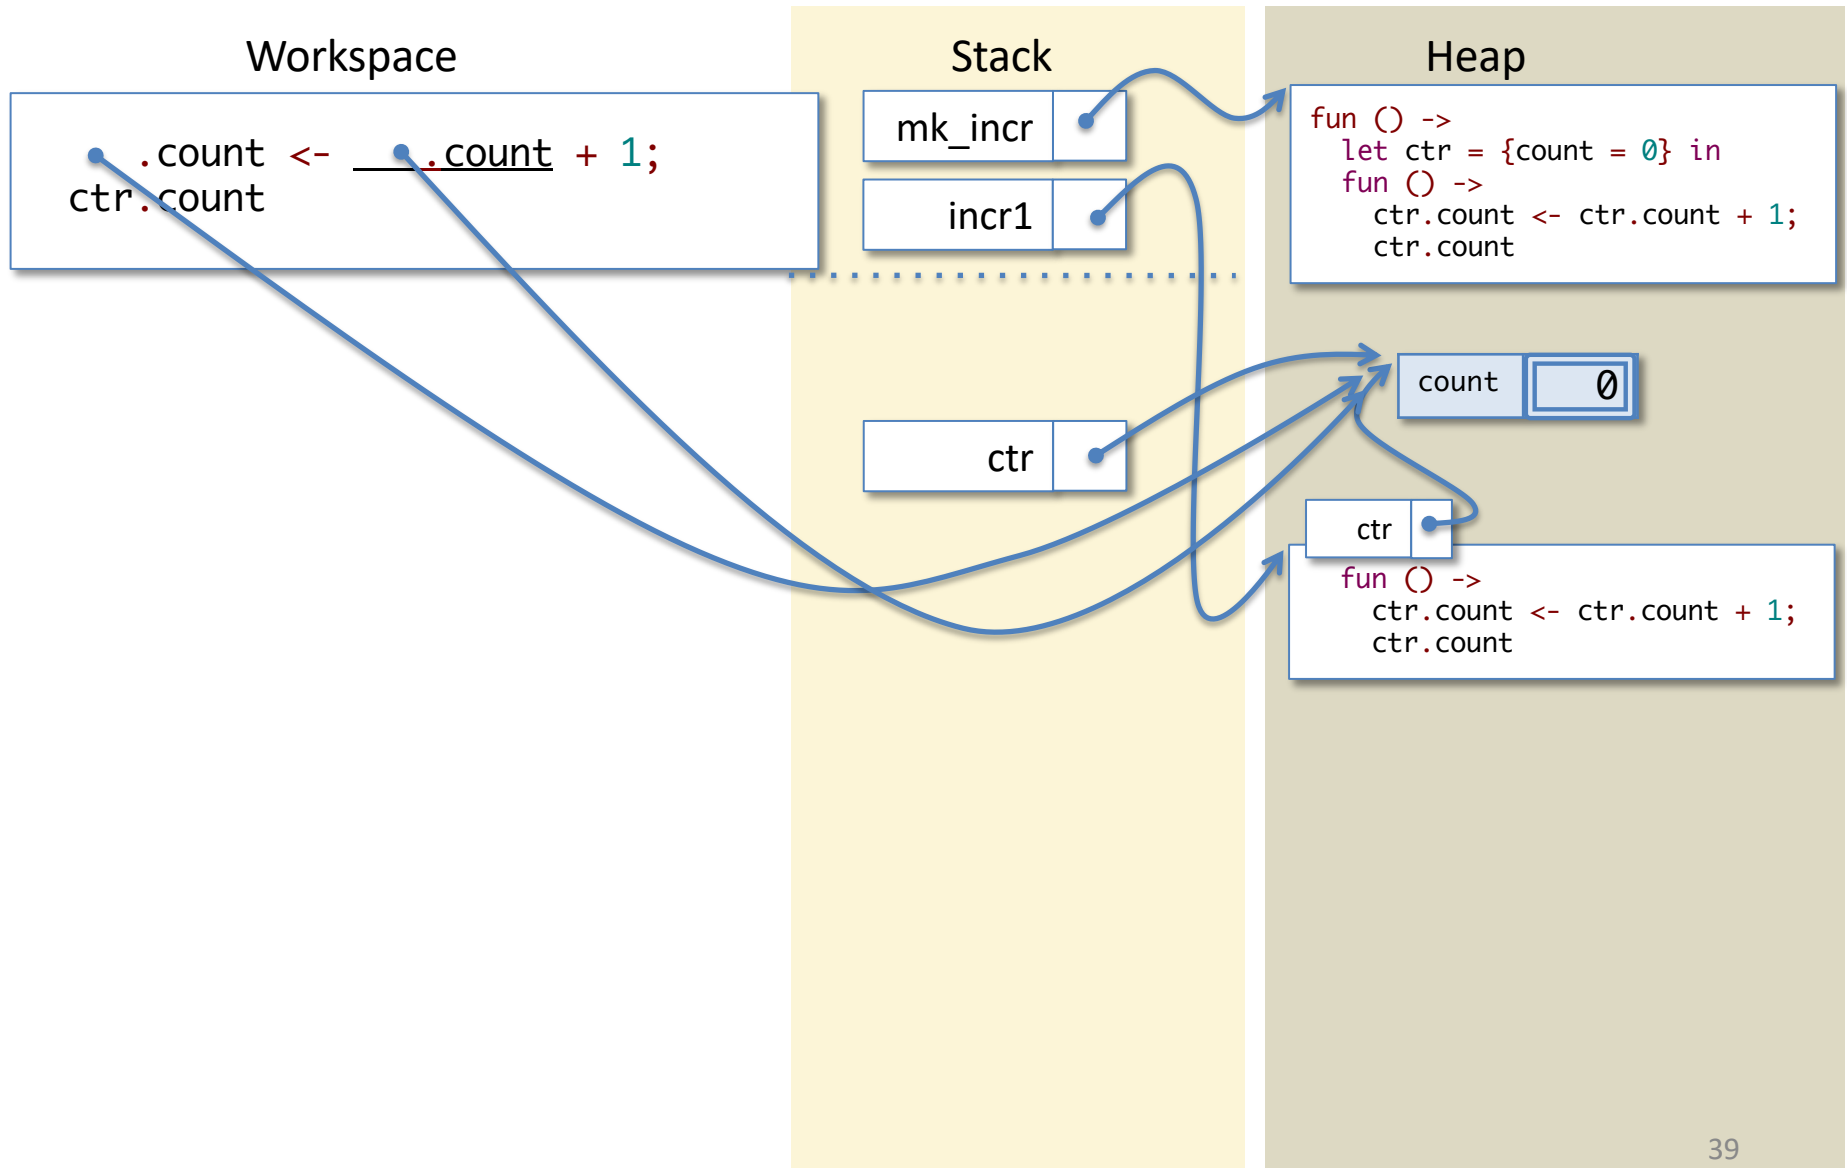 Workspace
.count <- .count + 1;
ctr.count
Stack
mk_incr
incr1
ctr
Heap
fun () ->
let ctr = {count = 0} in
fun () ->
ctr.count <- ctr.count + 1;
ctr.count
count 0
ctr
fun () ->
ctr.count <- ctr.count + 1;
ctr.count
39